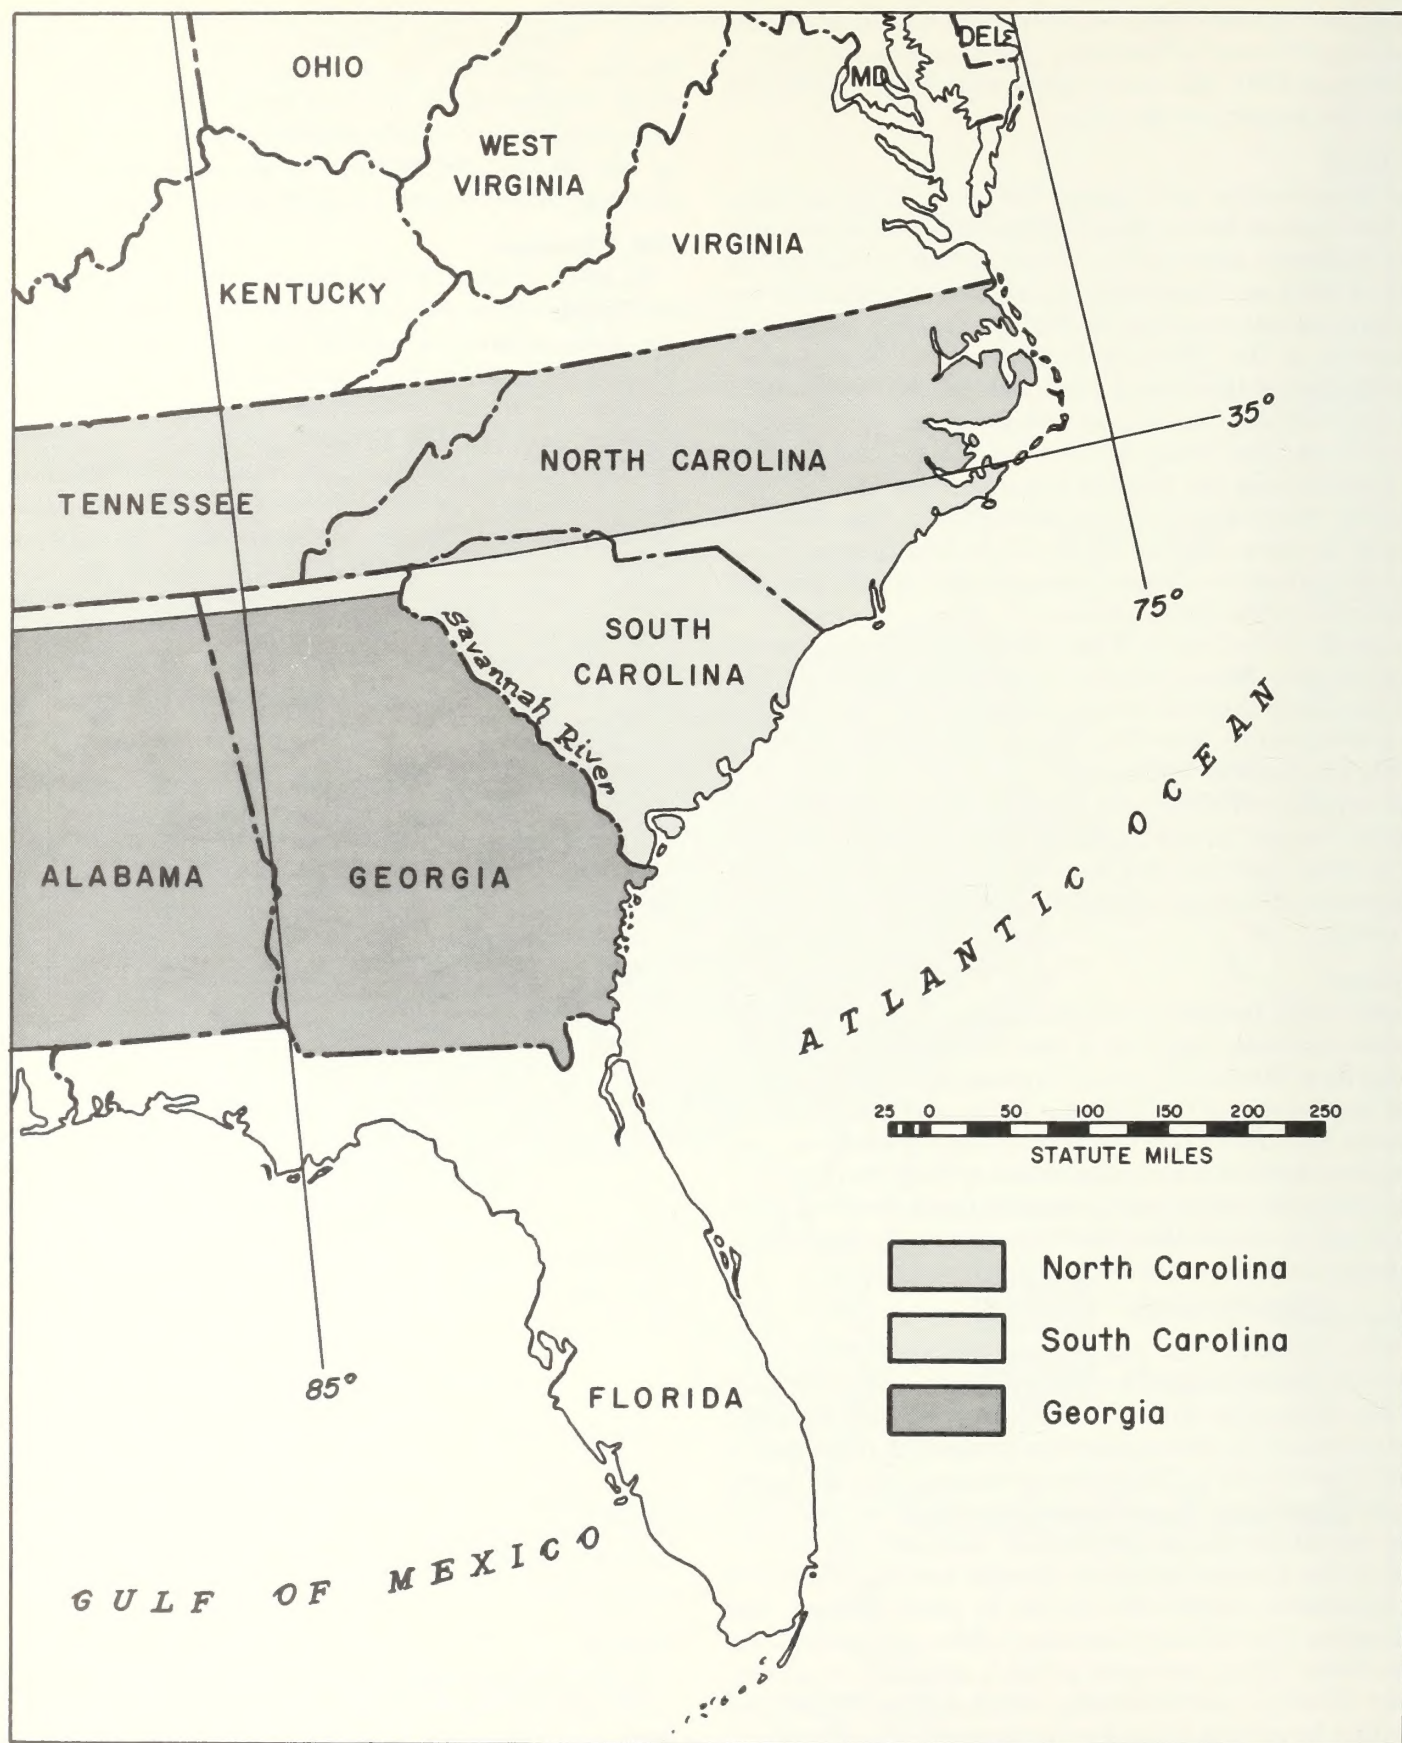 OHIO
DEL
MD
WEST
VIRGINIA
VIRGINIA
KENTUCKY
35°
NORTH CAROLINA
TENNESSEE
75°
SOUTH
CAROLINA
Savannah River
ALABAMA
GEORGIA
ATLANTIC OCEAN
25 0 50 100 150 200 250
STATUTE MILES
North Carolina
South Carolina
Georgia
85°
FLORIDA
GULF OF MEXICO